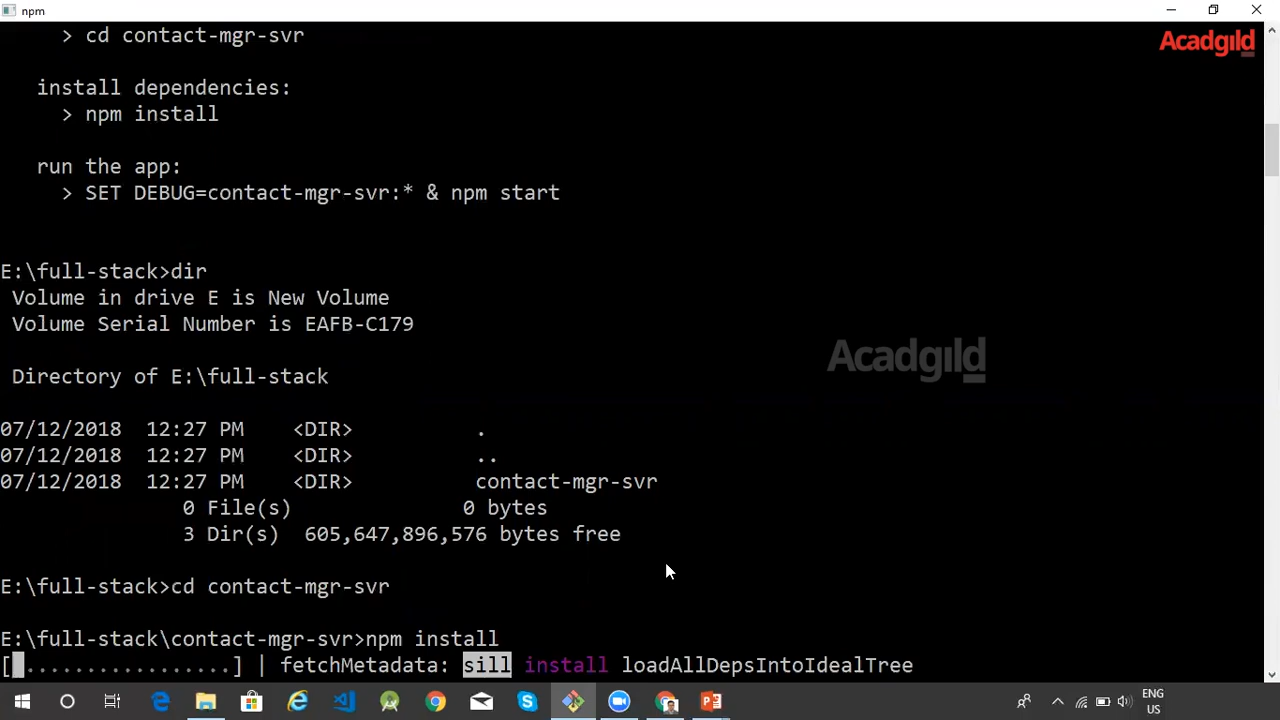 npm
> cd contact-mgr-svr
Acadgild
install dependencies:
> npm install
run the app:
> SET DEBUG=contact-mgr-svr:* & npm start
E:\full-stack>dir
Volume in drive E is New Volume
Volume Serial Number is EAFB-C179
Acadgild
Directory of E:\full-stack
07/12/2018 12:27 PM <DIR> .
07/12/2018 12:27 PM <DIR> ..
07/12/2018 12:27 PM <DIR> contact-mgr-svr
0 File(s) 0 bytes
3 Dir(s) 605,647,896,576 bytes free
E:\full-stack>cd contact-mgr-svr
E:\full-stack\contact-mgr-svr>npm install
[ .................] | fetchMetadata: sill install loadAllDepsIntoIdealTree
ENG
US